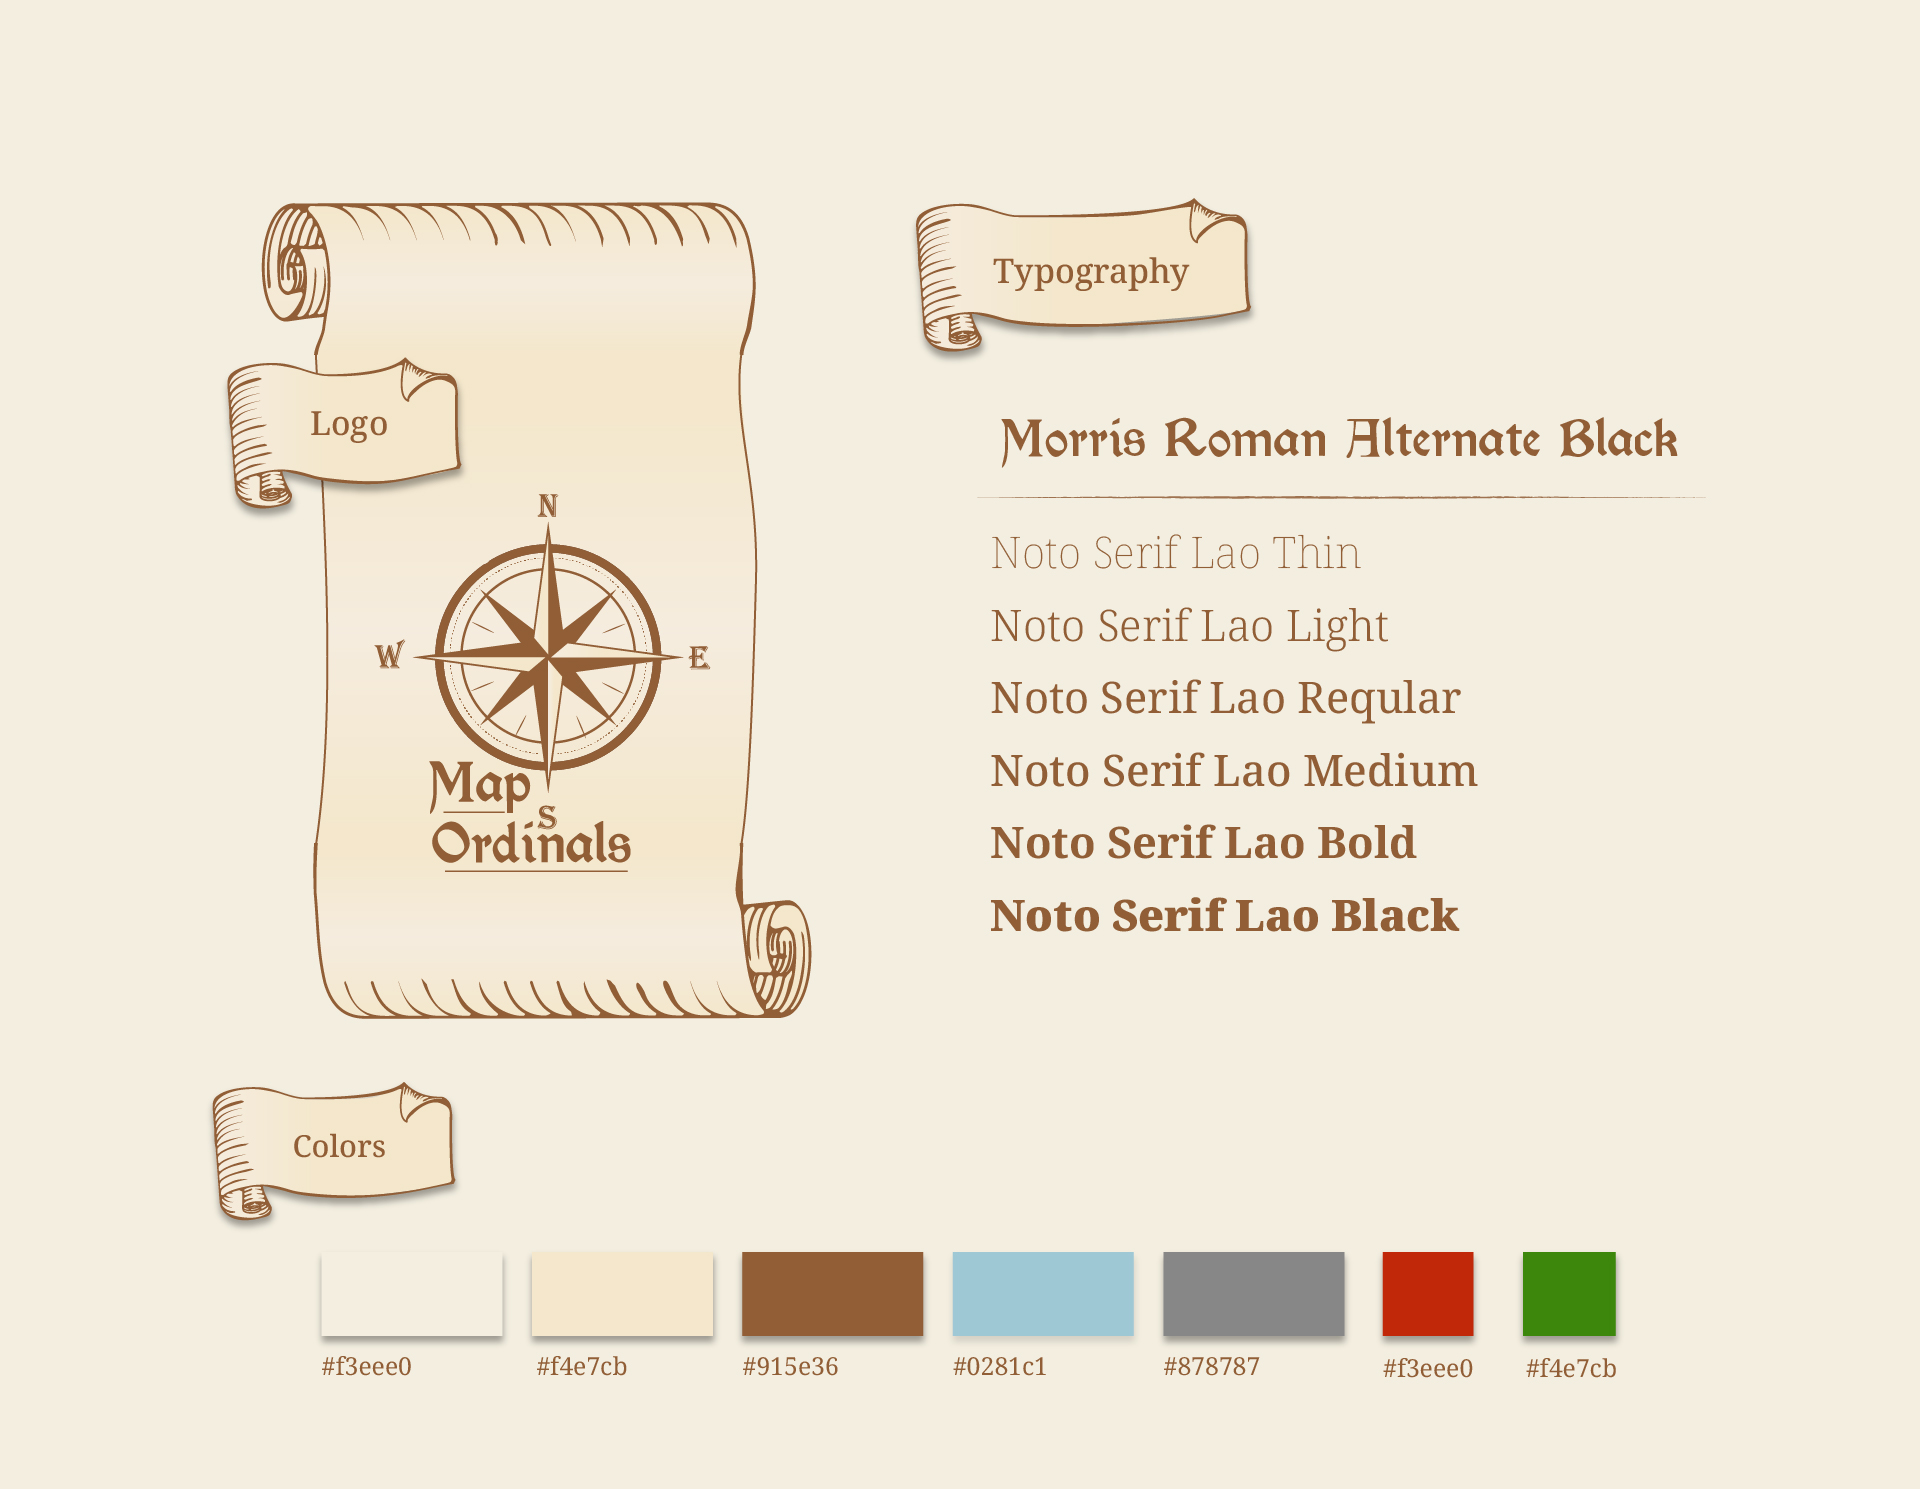 Logo
N
W
E
S
Map
Ordinals
Typography
Morris Roman Alternate Black
Noto Serif Lao Thin
Noto Serif Lao Light
Noto Serif Lao Reqular
Noto Serif Lao Medium
Noto Serif Lao Bold
Noto Serif Lao Black
Colors
#f3eee0 #f4e7cb #915e36 #0281c1 #878787 #f3eee0 #f4e7cb